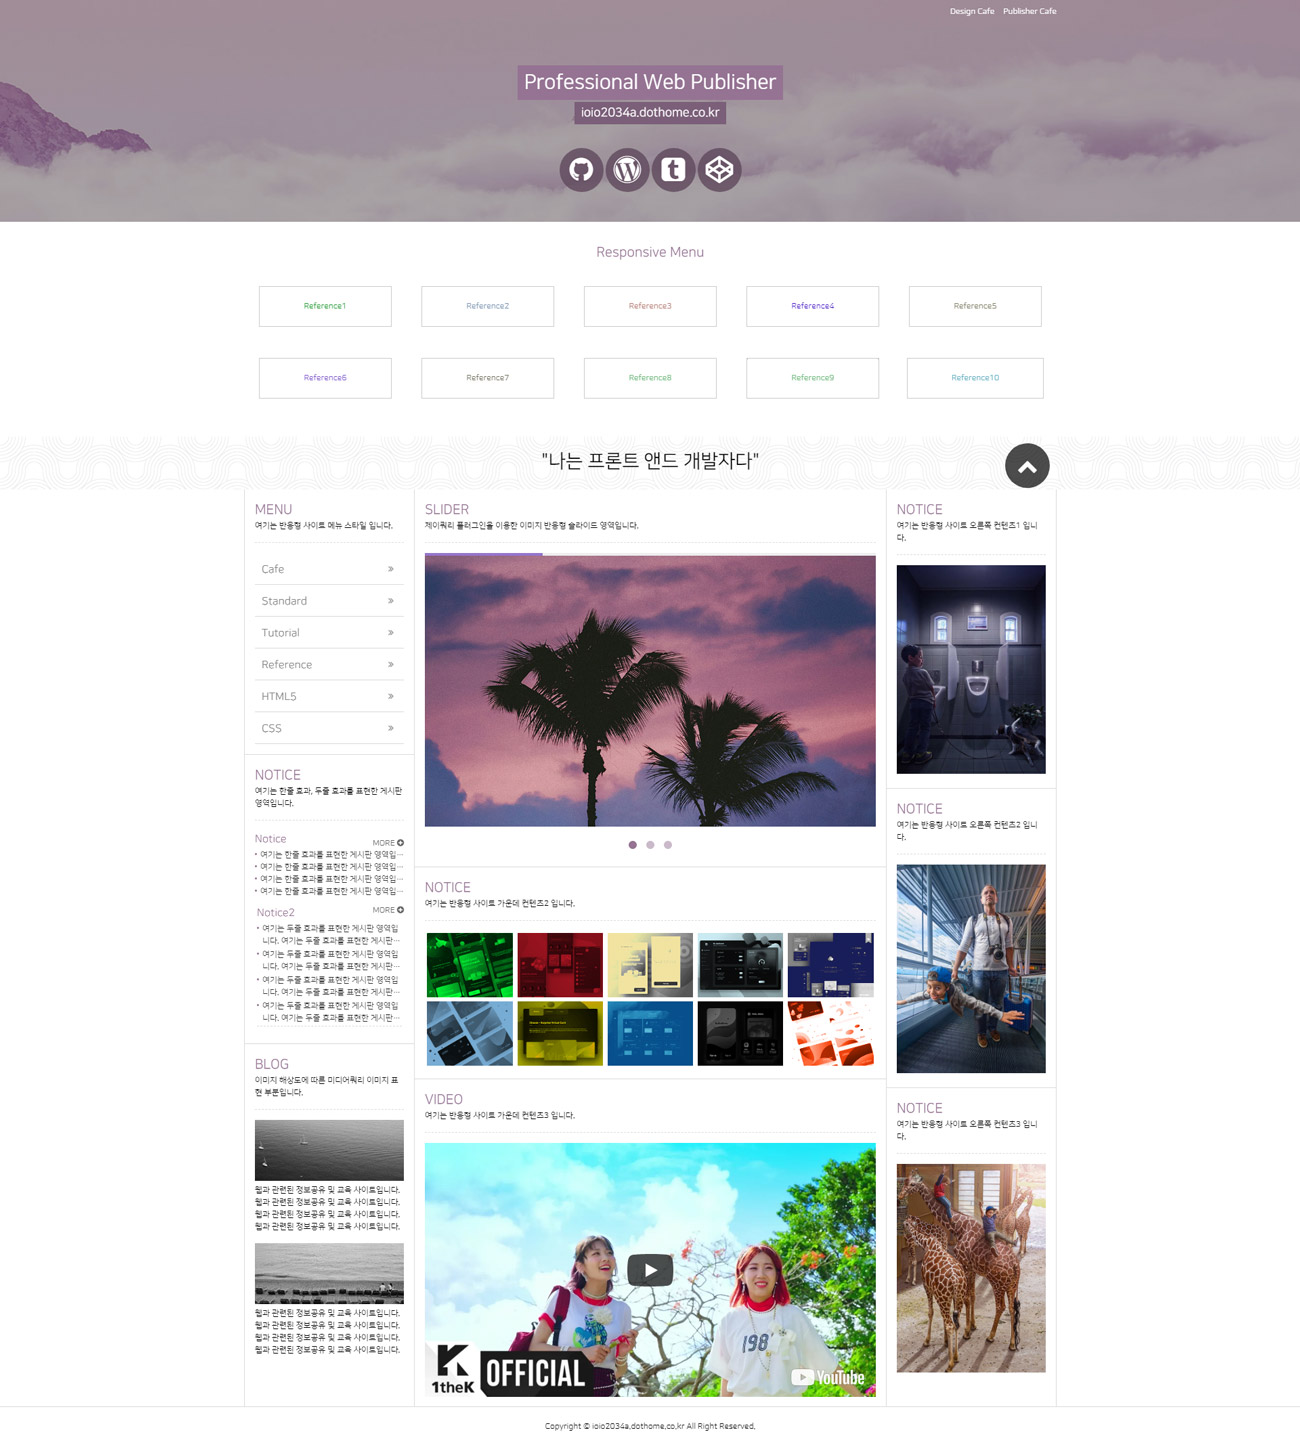 Design Cafe Publisher Cafe
Professional Web Publisher
ioio2034a.dothome.co.kr
Responsive Menu
Reference1
Reference2
Reference3
Reference4
Reference5
Reference6
Reference7
Reference8
Reference9
Reference10
"나는 프론트 앤드 개발자다"
MENU
여기는 반응형 사이트 메뉴 스타일 입니다.
Cafe
Standard
Tutorial
Reference
HTML5
CSS
NOTICE
여기는 한줄 효과, 두줄 효과를 표현한 게시판
영역입니다.
Notice
MORE
여기는 한줄 효과를 표현한 게시판 영역입…
여기는 한줄 효과를 표현한 게시판 영역입…
여기는 한줄 효과를 표현한 게시판 영역입…
여기는 한줄 효과를 표현한 게시판 영역입…
Notice2
MORE
여기는 두줄 효과를 표현한 게시판 영역입
니다. 여기는 두줄 효과를 표현한 게시판…
여기는 두줄 효과를 표현한 게시판 영역입
니다. 여기는 두줄 효과를 표현한 게시판…
여기는 두줄 효과를 표현한 게시판 영역입
니다. 여기는 두줄 효과를 표현한 게시판…
여기는 두줄 효과를 표현한 게시판 영역입
니다. 여기는 두줄 효과를 표현한 게시판…
BLOG
이미지 해상도에 따른 미디어쿼리 이미지 표
현 부분입니다.
웹과 관련된 정보공유 및 교육 사이트입니다.
웹과 관련된 정보공유 및 교육 사이트입니다.
웹과 관련된 정보공유 및 교육 사이트입니다.
웹과 관련된 정보공유 및 교육 사이트입니다.
웹과 관련된 정보공유 및 교육 사이트입니다.
웹과 관련된 정보공유 및 교육 사이트입니다.
웹과 관련된 정보공유 및 교육 사이트입니다.
웹과 관련된 정보공유 및 교육 사이트입니다.
SLIDER
제이쿼리 플러그인을 이용한 이미지 반응형 슬라이드 영역입니다.
NOTICE
여기는 반응형 사이트 가운데 컨텐츠2 입니다.
VIDEO
여기는 반응형 사이트 가운데 컨텐츠3 입니다.
198
1theK
OFFICIAL
YouTube
NOTICE
여기는 반응형 사이트 오른쪽 컨텐츠1 입니
다.
NOTICE
여기는 반응형 사이트 오른쪽 컨텐츠2 입니
다.
NOTICE
여기는 반응형 사이트 오른쪽 컨텐츠3 입니
다.
Copyright © ioio2034a.dothome.co.kr All Right Reserved.